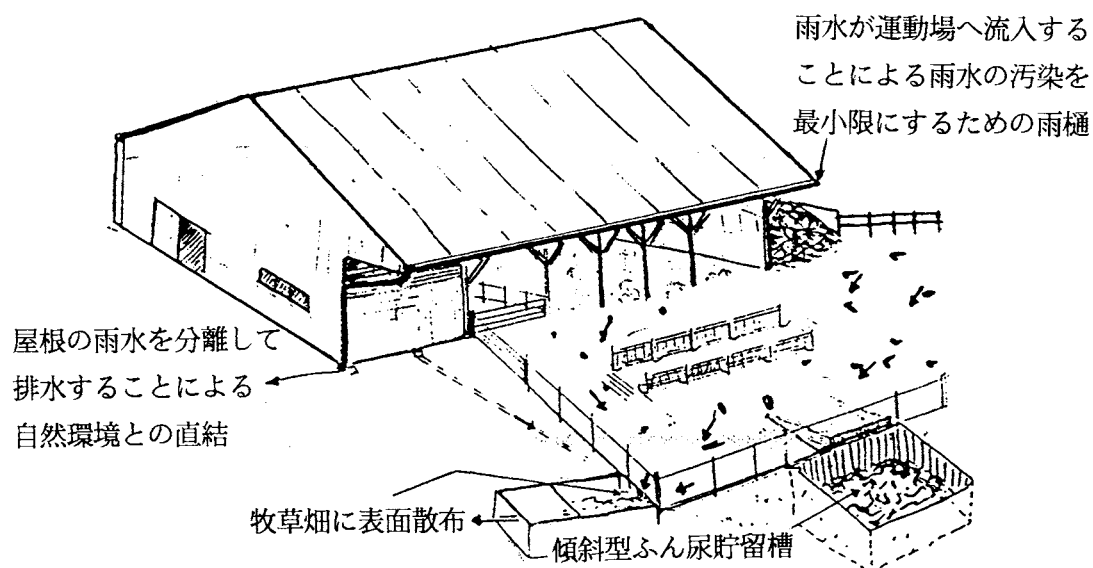 雨水が運動場へ流入する
ことによる雨水の汚染を
最小限にするための雨樋
屋根の雨水を分離して
排水することによる
自然環境との直結
牧草畑に表面散布
傾斜型ふん尿貯留槽